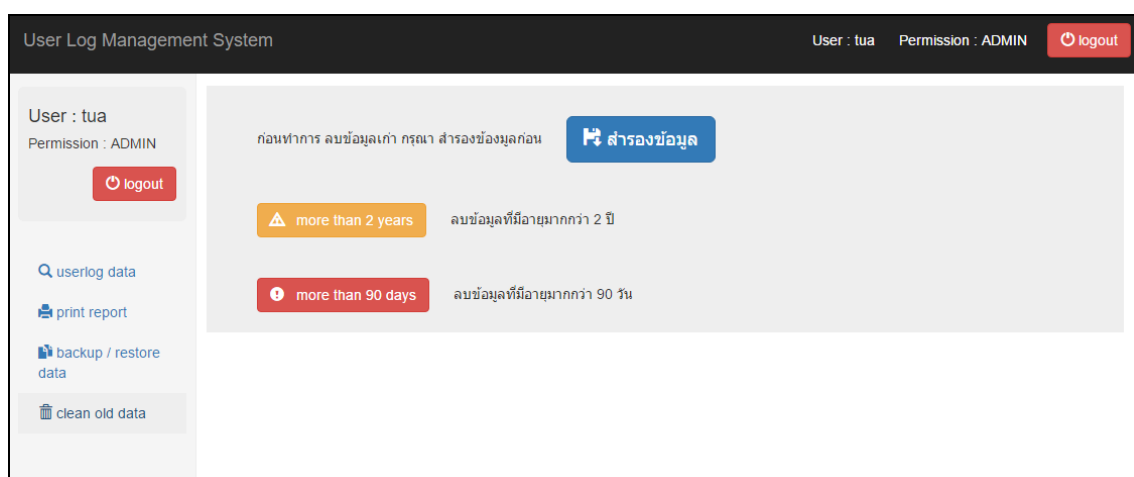 User Log Management System
User : tua Permission : ADMIN logout
User : tua
Permission : ADMIN
logout
userlog data
print report
backup / restore
data
clean old data
ก่อนทำการ ลบข้อมูลเก่า กรุณา สำรองข้องมูลก่อน สำรองข้อมูล
more than 2 years ลบข้อมูลที่มีอายุมากกว่า 2 ปี
more than 90 days ลบข้อมูลที่มีอายุมากกว่า 90 วัน